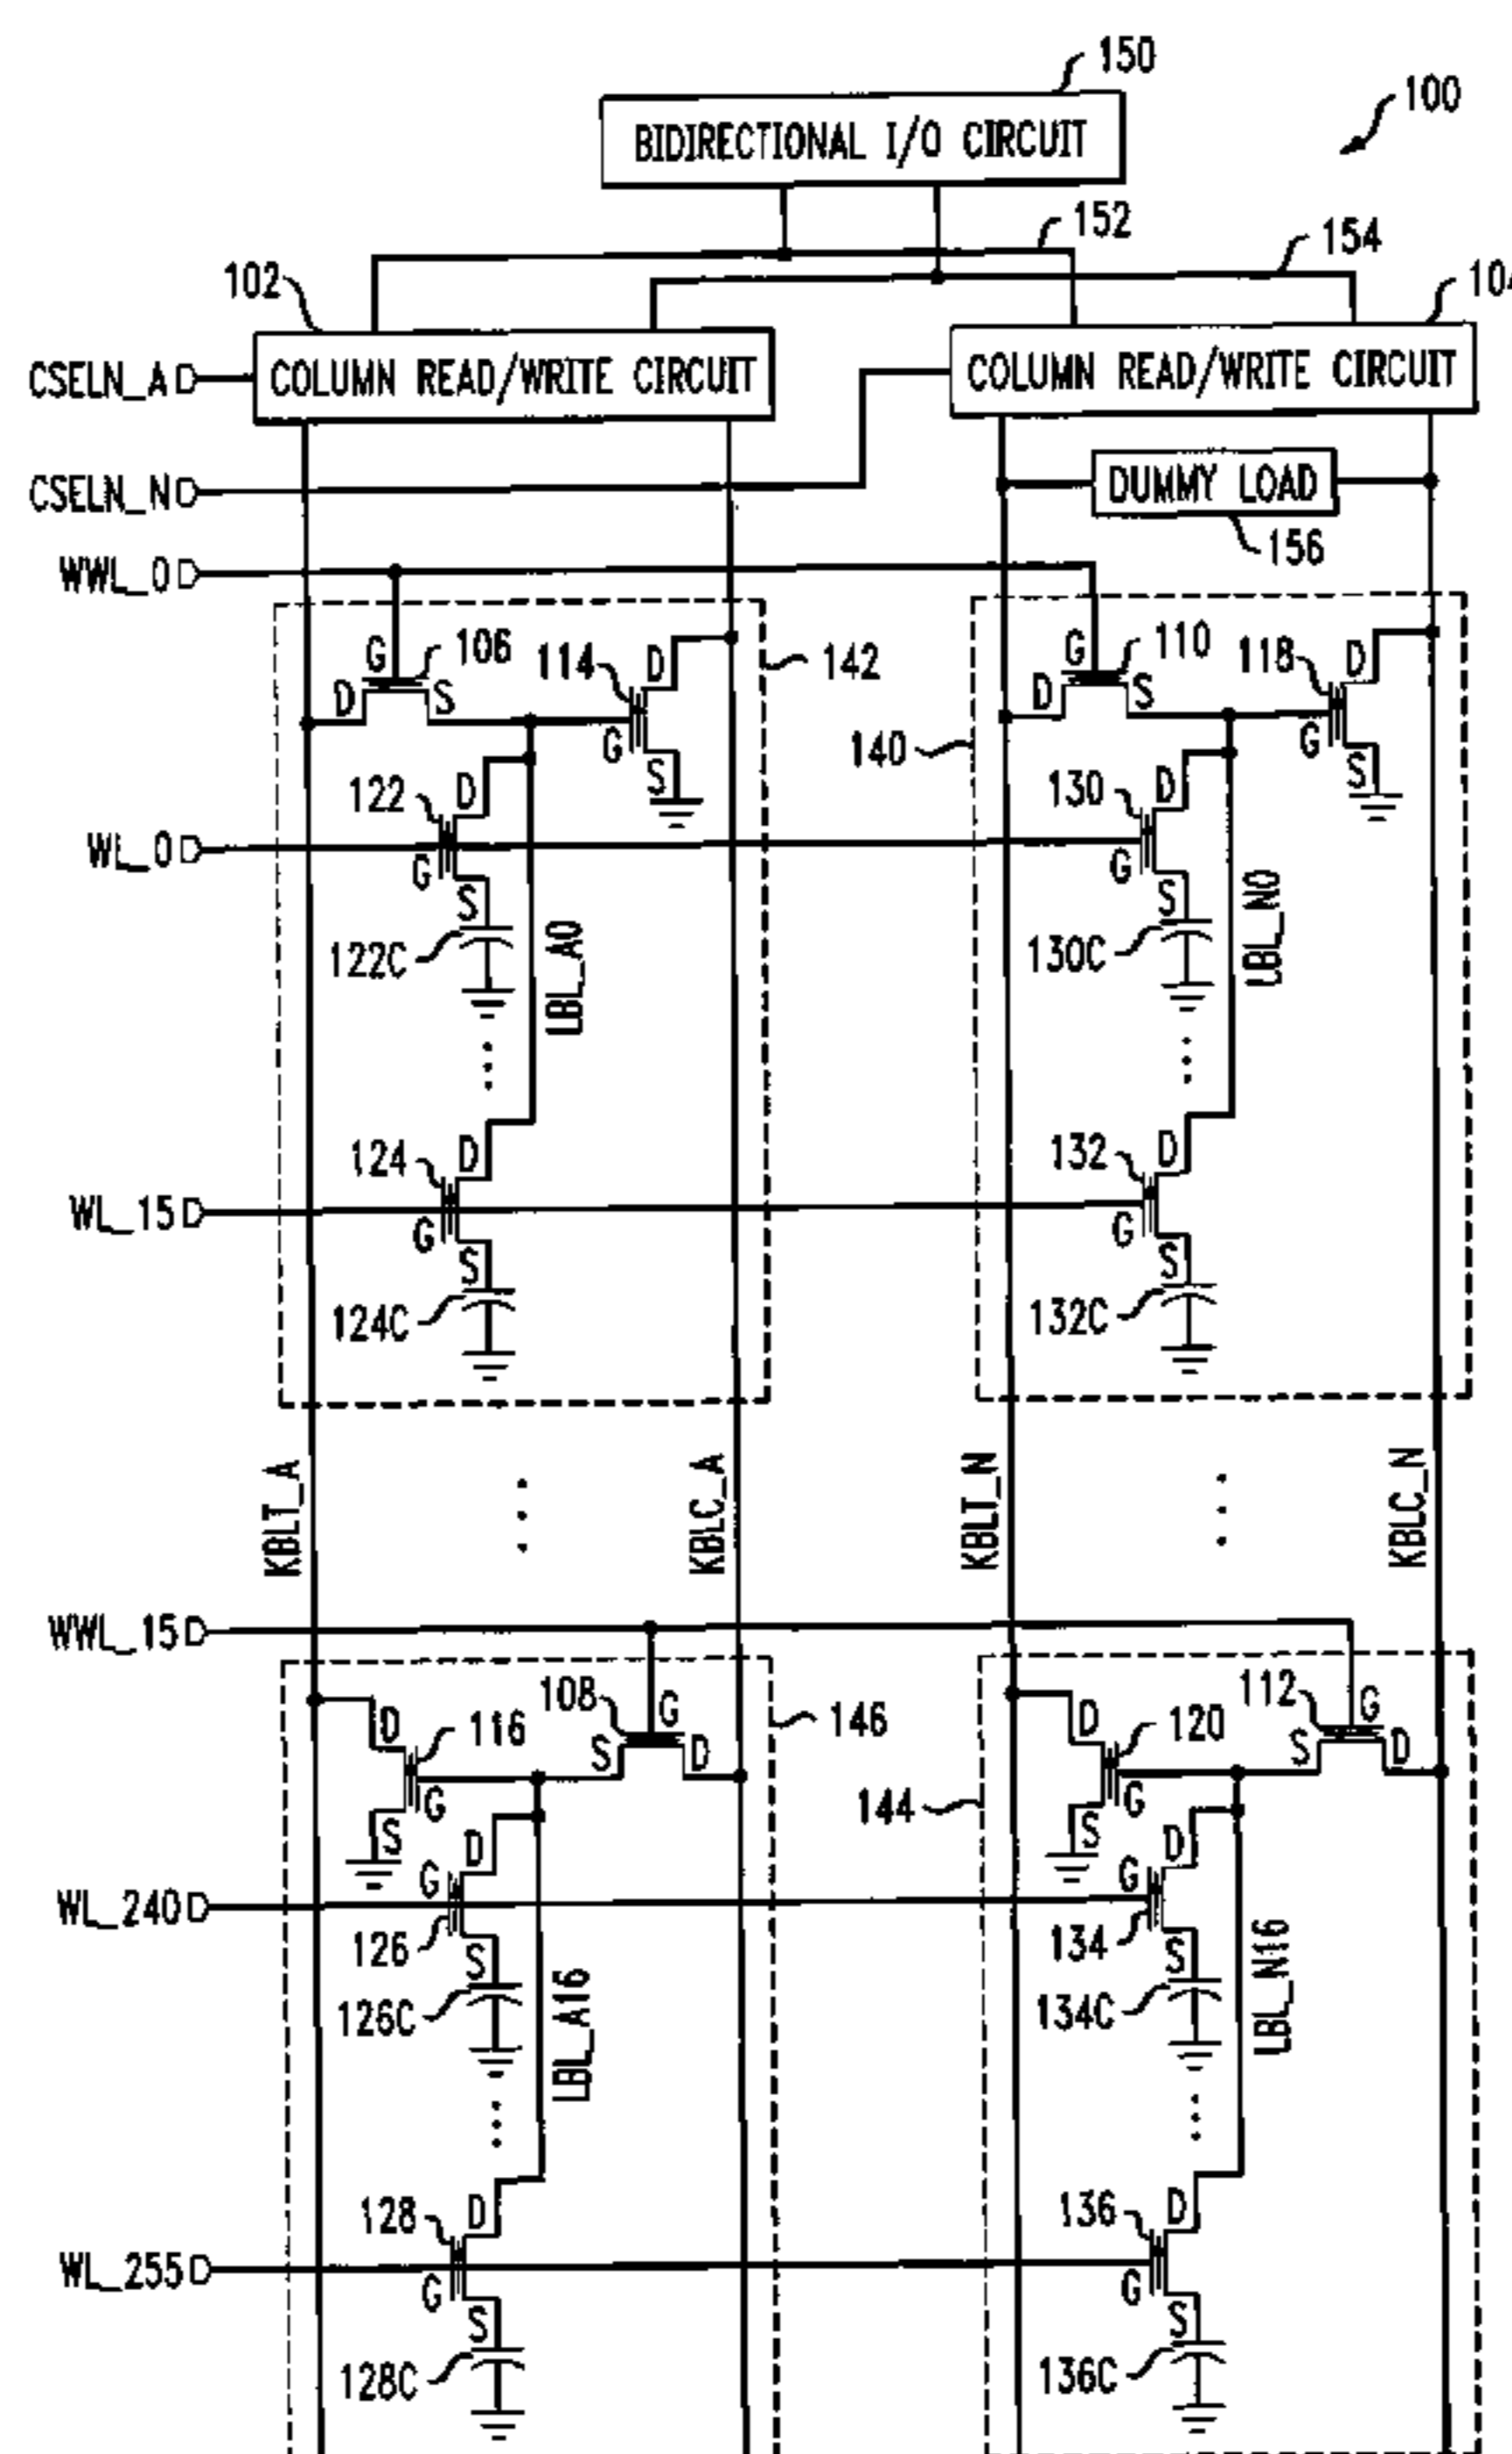 150
100
BIDIRECTIONAL I/O CIRCUIT
152
154
102
CSELN_A
COLUMN READ/WRITE CIRCUIT
COLUMN READ/WRITE CIRCUIT
CSELN_N
DUMMY LOAD
156
WWL_0
G 106 114 D 142
D S G S
G 110 118 D
D S G S
140
122 D
130 D
WL_0
G S
G S
122C
LBL_A0
130C
LBL_N0
124 D
132 D
WL_15
G S
G S
124C
132C
KBLT_A
KBLC_A
KBLT_N
KBLC_N
WWL_15
D 116 108 G 146
G S S D
D 120 112 G
G S S D
144
D
D
WL_240
G
G
126 S
134 S
126C
LBL_A16
134C
LBL_N16
128 D
136 D
WL_255
G S
G S
128C
136C